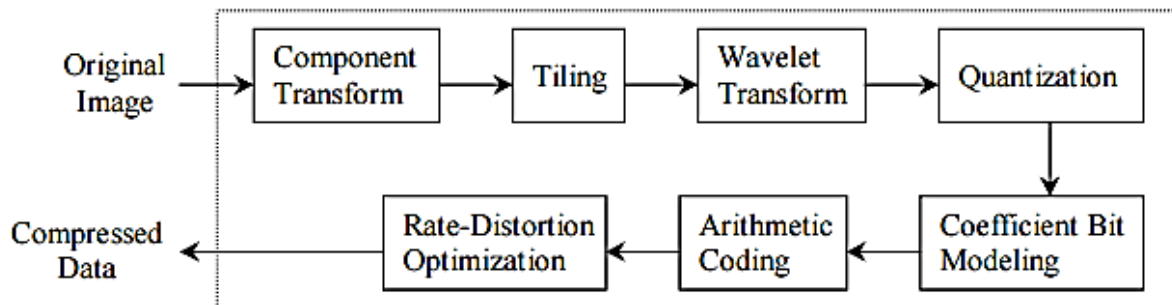 Original
Image
Component
Transform
Tiling
Wavelet
Transform
Quantization
Coefficient Bit
Modeling
Arithmetic
Coding
Rate-Distortion
Optimization
Compressed
Data